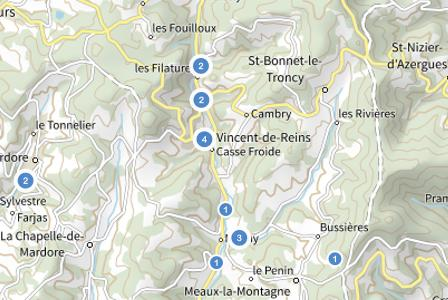 urs
les Fouilloux
St-Nizier-
d'Azergues
les Filature
2
St-Bonnet-le-
Troncy
2
Cambry
les Rivières
le Tonnelier
4
Vincent-de-Reins
Casse Froide
ardore
2
Sylvestre
Farjas
1
Pram
La Chapelle-de-
Mardore
3
Bussières
1
1
le Penin
Meaux-la-Montagne